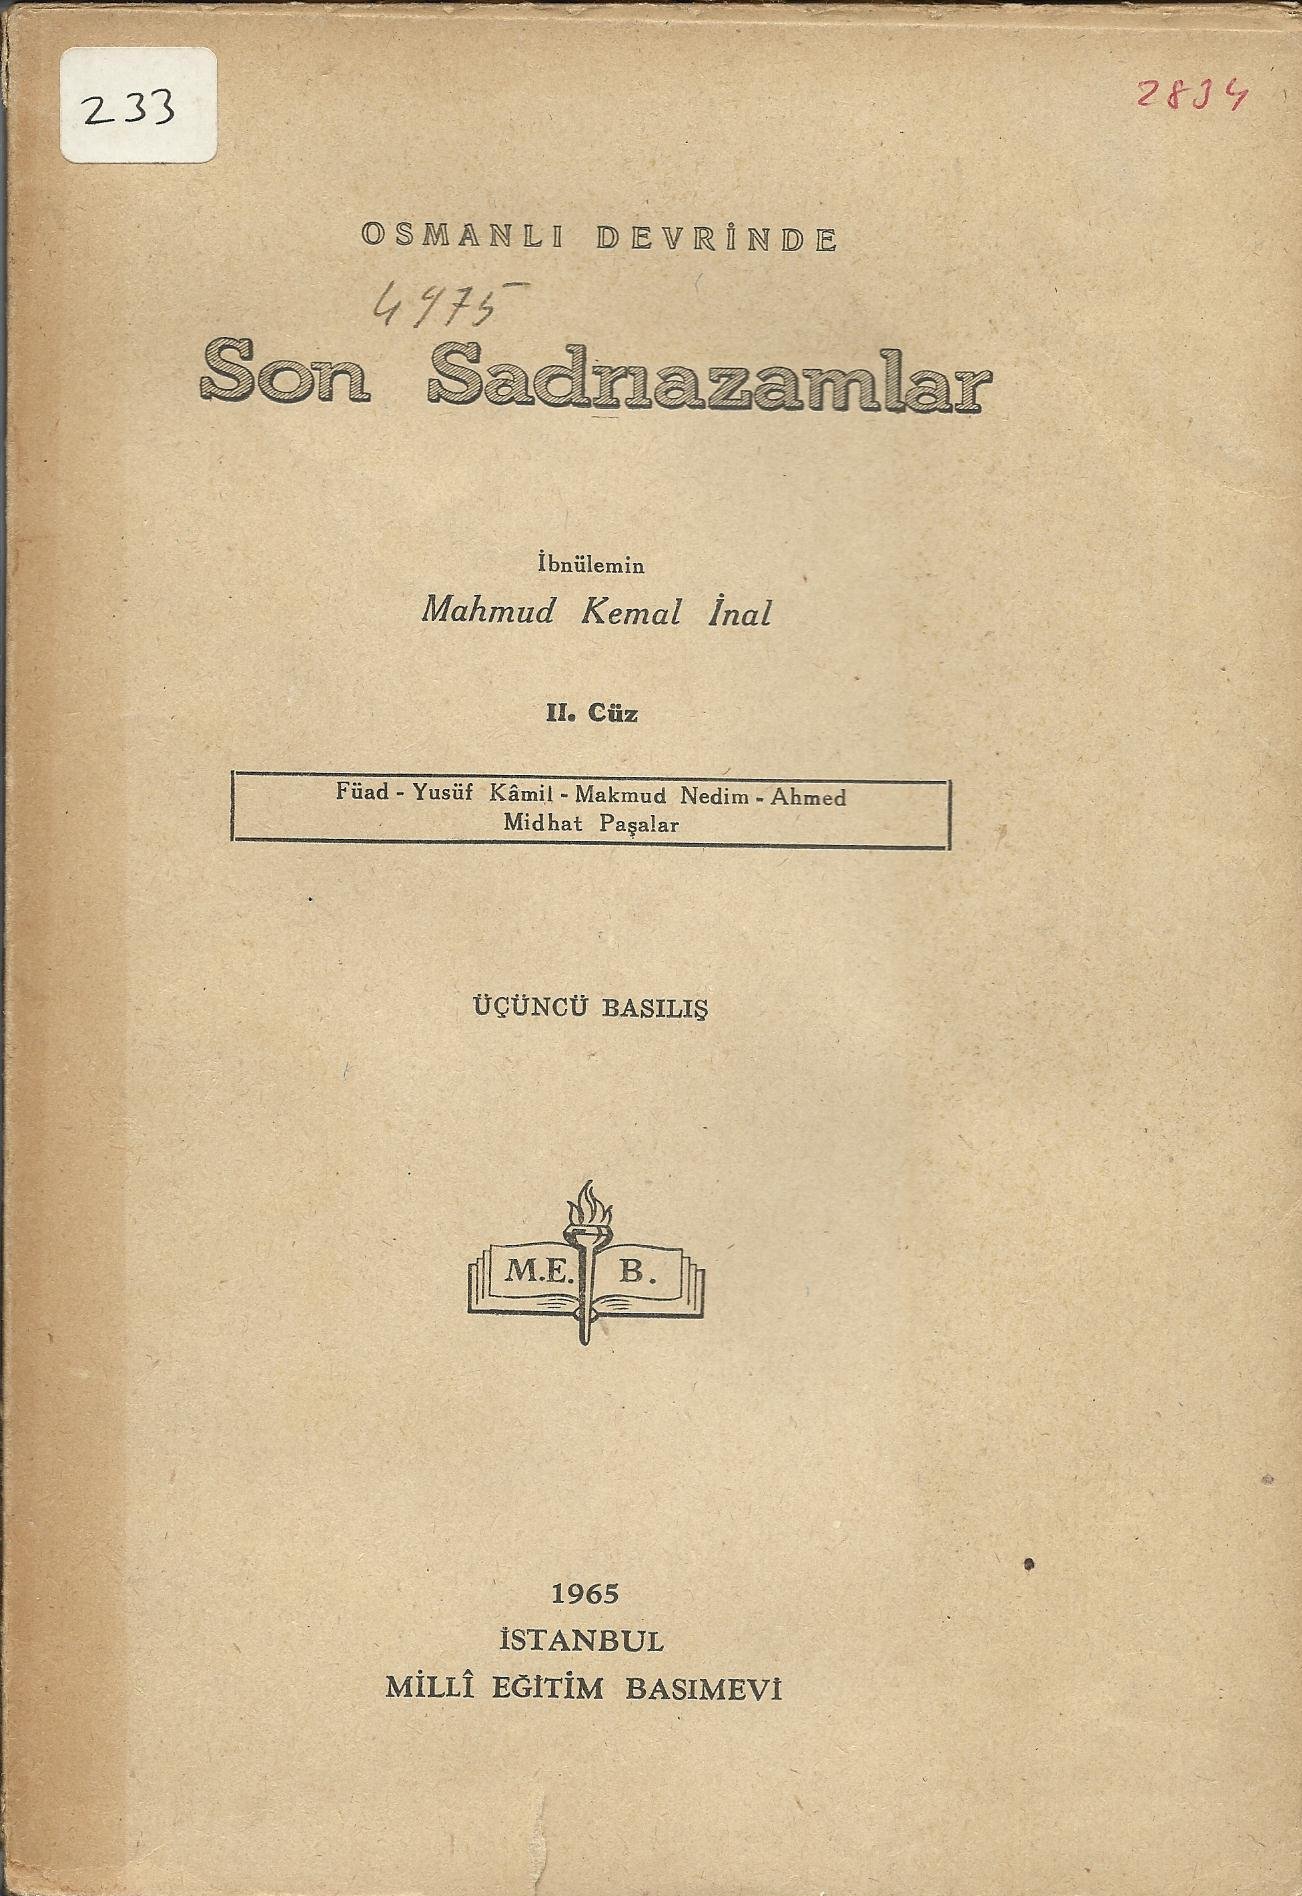 233
2834
OSMANLI DEVRİNDE
4975
Son Sadrıazamlar
İbnülemin
Mahmud Kemal İnal
II. Cüz
Füad - Yusüf Kâmil - Makmud Nedim - Ahmed
Midhat Paşalar
ÜÇÜNCÜ BASILIŞ
M.E. B.
1965
İSTANBUL
MİLLÎ EĞİTİM BASIMEVİ